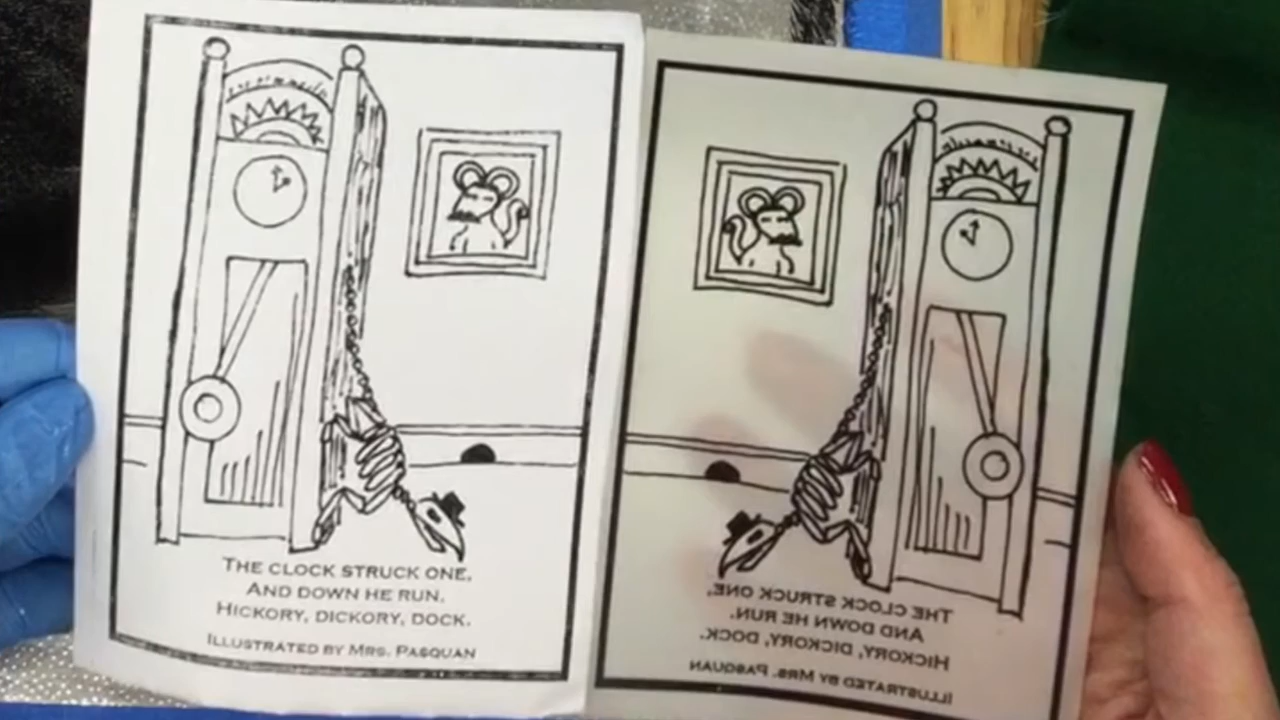 THE CLOCK STRUCK ONE,
AND DOWN HE RUN.
HICKORY, DICKORY, DOCK.
ILLUSTRATED BY MRS. PASQUAN
THE CLOCK STRUCK ONE,
AND DOWN HE RUN.
HICKORY, DICKORY, DOCK.
ILLUSTRATED BY MRS. PASQUAN